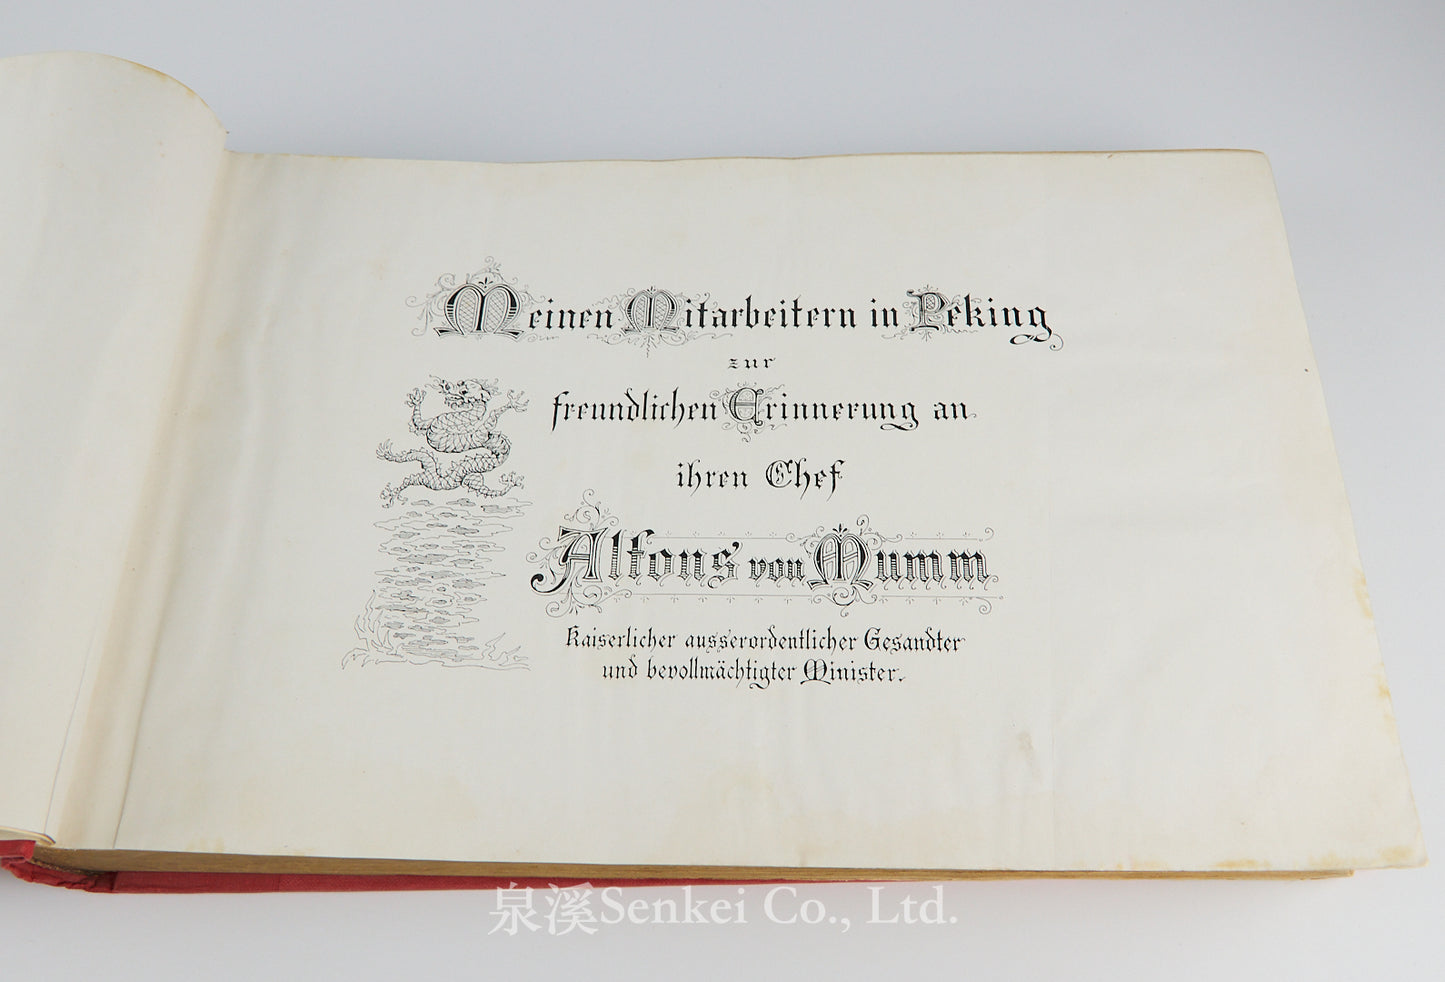 Meinen Mitarbeitern in Peking
zur
freundlichen Erinnerung an
ihren Chef
Alfons von Mumm
Kaiserlicher ausserordentlicher Gesandter
und bevollmächtigter Minister.
泉溪Senkei Co., Ltd.